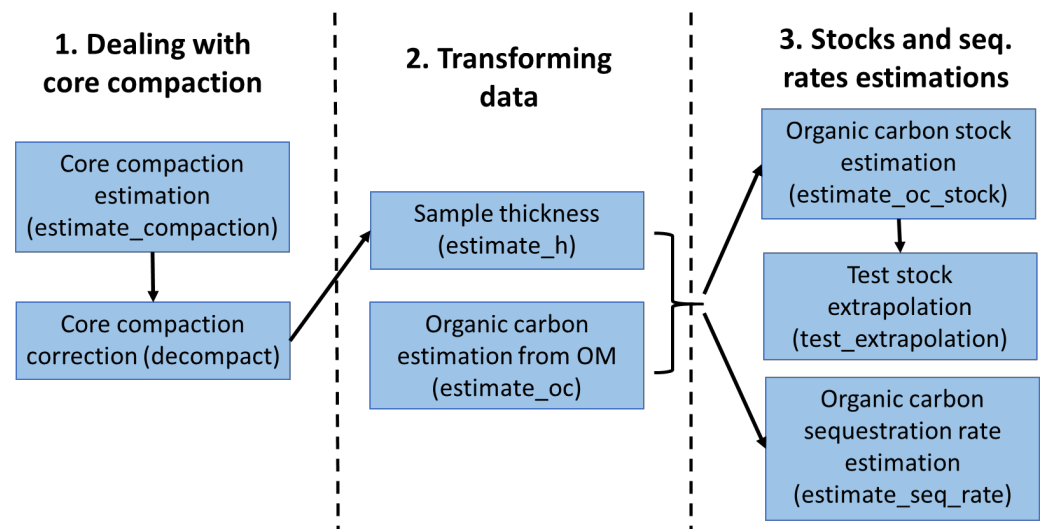 1. Dealing with
core compaction
Core compaction
estimation
(estimate_compaction)
Core compaction
correction (decompact)
2. Transforming
data
Sample thickness
(estimate_h)
Organic carbon
estimation from OM
(estimate_oc)
3. Stocks and seq.
rates estimations
Organic carbon stock
estimation
(estimate_oc_stock)
Test stock
extrapolation
(test_extrapolation)
Organic carbon
sequestration rate
estimation
(estimate_seq_rate)